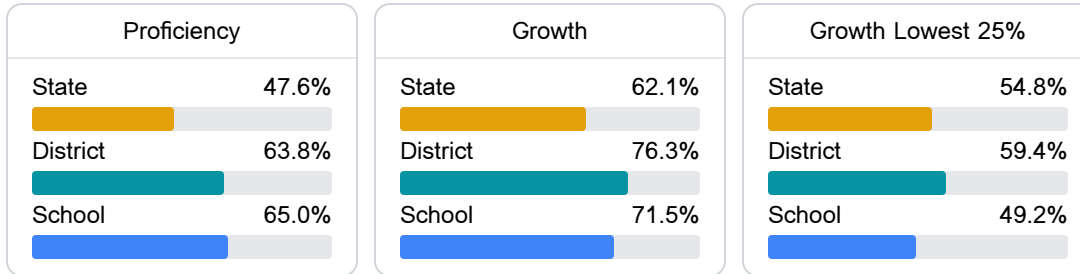 Proficiency
State 47.6%
District 63.8%
School 65.0%
Growth
State 62.1%
District 76.3%
School 71.5%
Growth Lowest 25%
State 54.8%
District 59.4%
School 49.2%